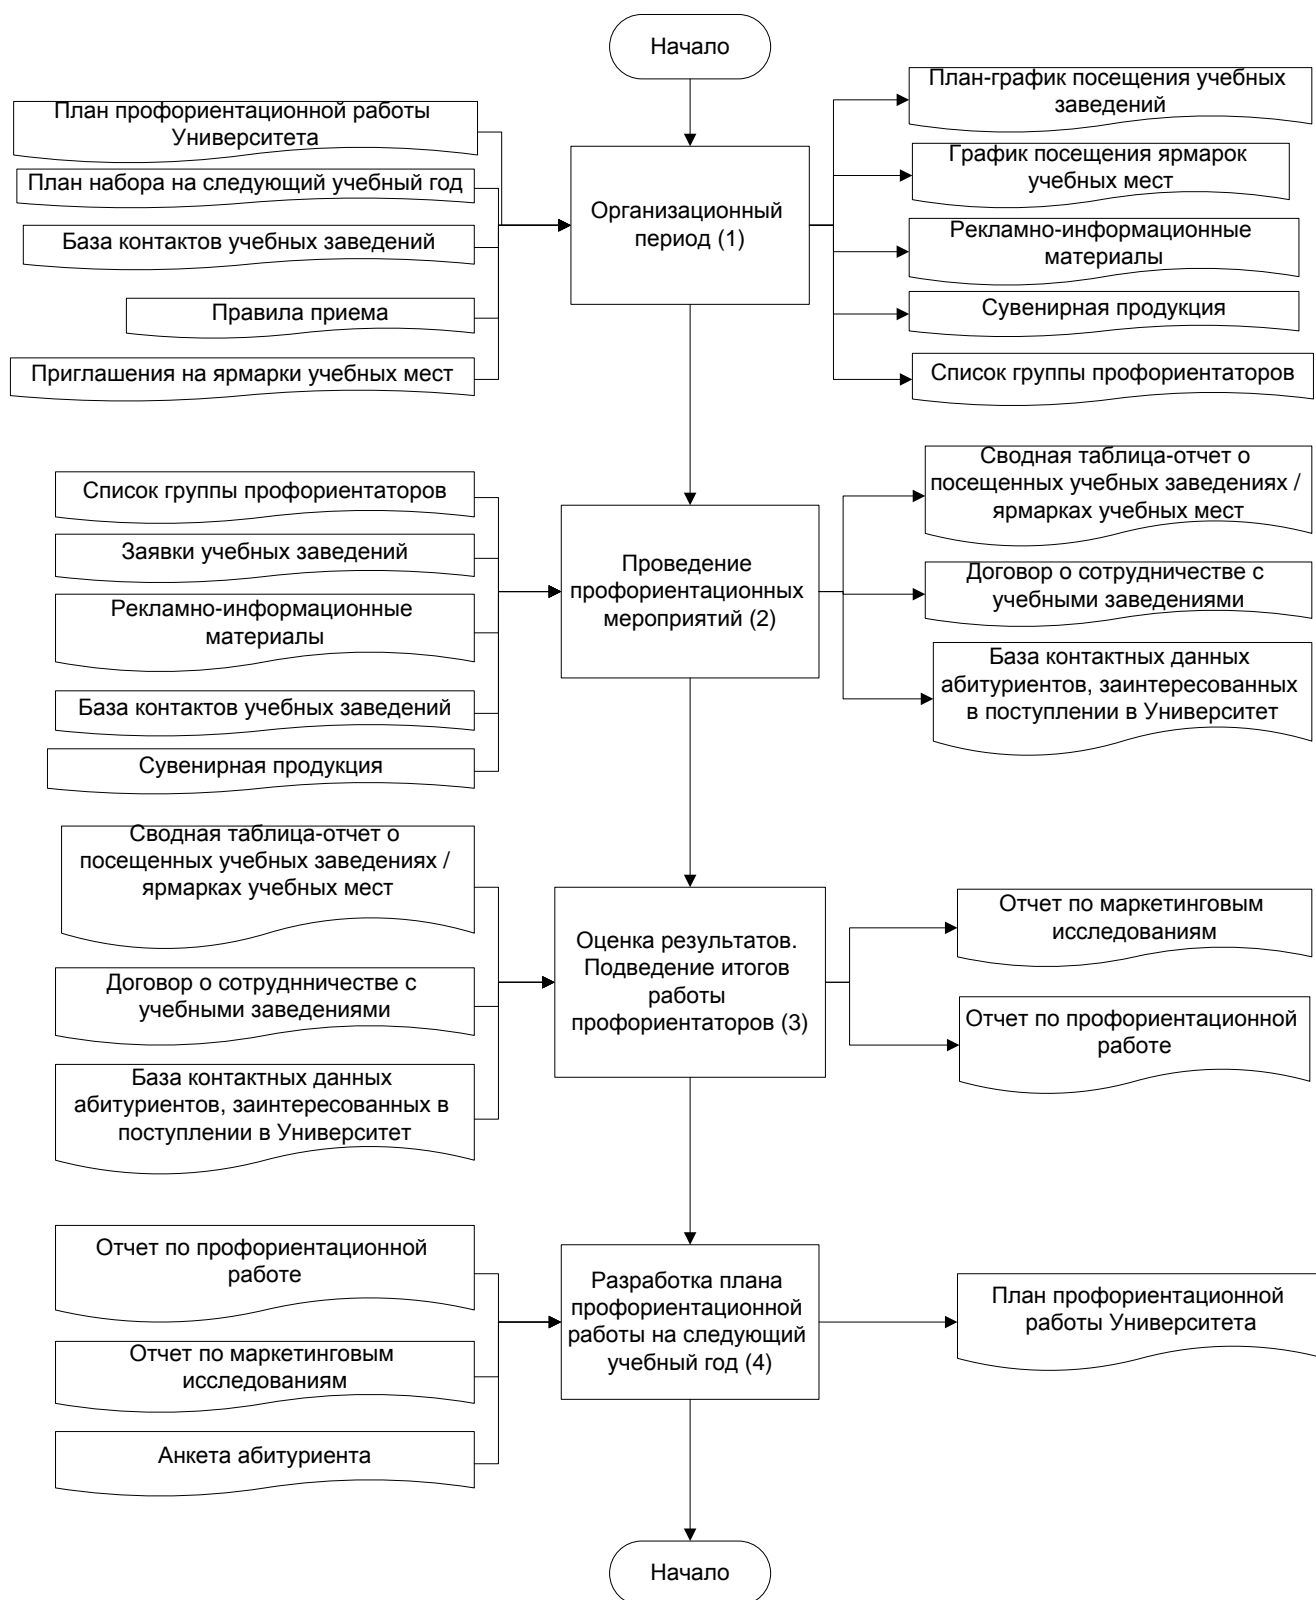 Начало
План профориентационной работы
Университета
План набора на следующий учебный год
База контактов учебных заведений
Правила приема
Приглашения на ярмарки учебных мест
Организационный
период (1)
План-график посещения учебных
заведений
График посещения ярмарок
учебных мест
Рекламно-информационные
материалы
Сувенирная продукция
Список группы профориентаторов
Список группы профориентаторов
Заявки учебных заведений
Рекламно-информационные
материалы
База контактов учебных заведений
Сувенирная продукция
Проведение
профориентационных
мероприятий (2)
Сводная таблица-отчет о
посещенных учебных заведениях /
ярмарках учебных мест
Договор о сотрудничестве с
учебными заведениями
База контактных данных
абитуриентов, заинтересованных
в поступлении в Университет
Сводная таблица-отчет о
посещенных учебных заведениях /
ярмарках учебных мест
Договор о сотруднничестве с
учебными заведениями
База контактных данных
абитуриентов, заинтересованных в
поступлении в Университет
Оценка результатов.
Подведение итогов
работы
профориентаторов (3)
Отчет по маркетинговым
исследованиям
Отчет по профориентационной
работе
Отчет по профориентационной
работе
Отчет по маркетинговым
исследованиям
Анкета абитуриента
Разработка плана
профориентационной
работы на следующий
учебный год (4)
План профориентационной
работы Университета
Начало